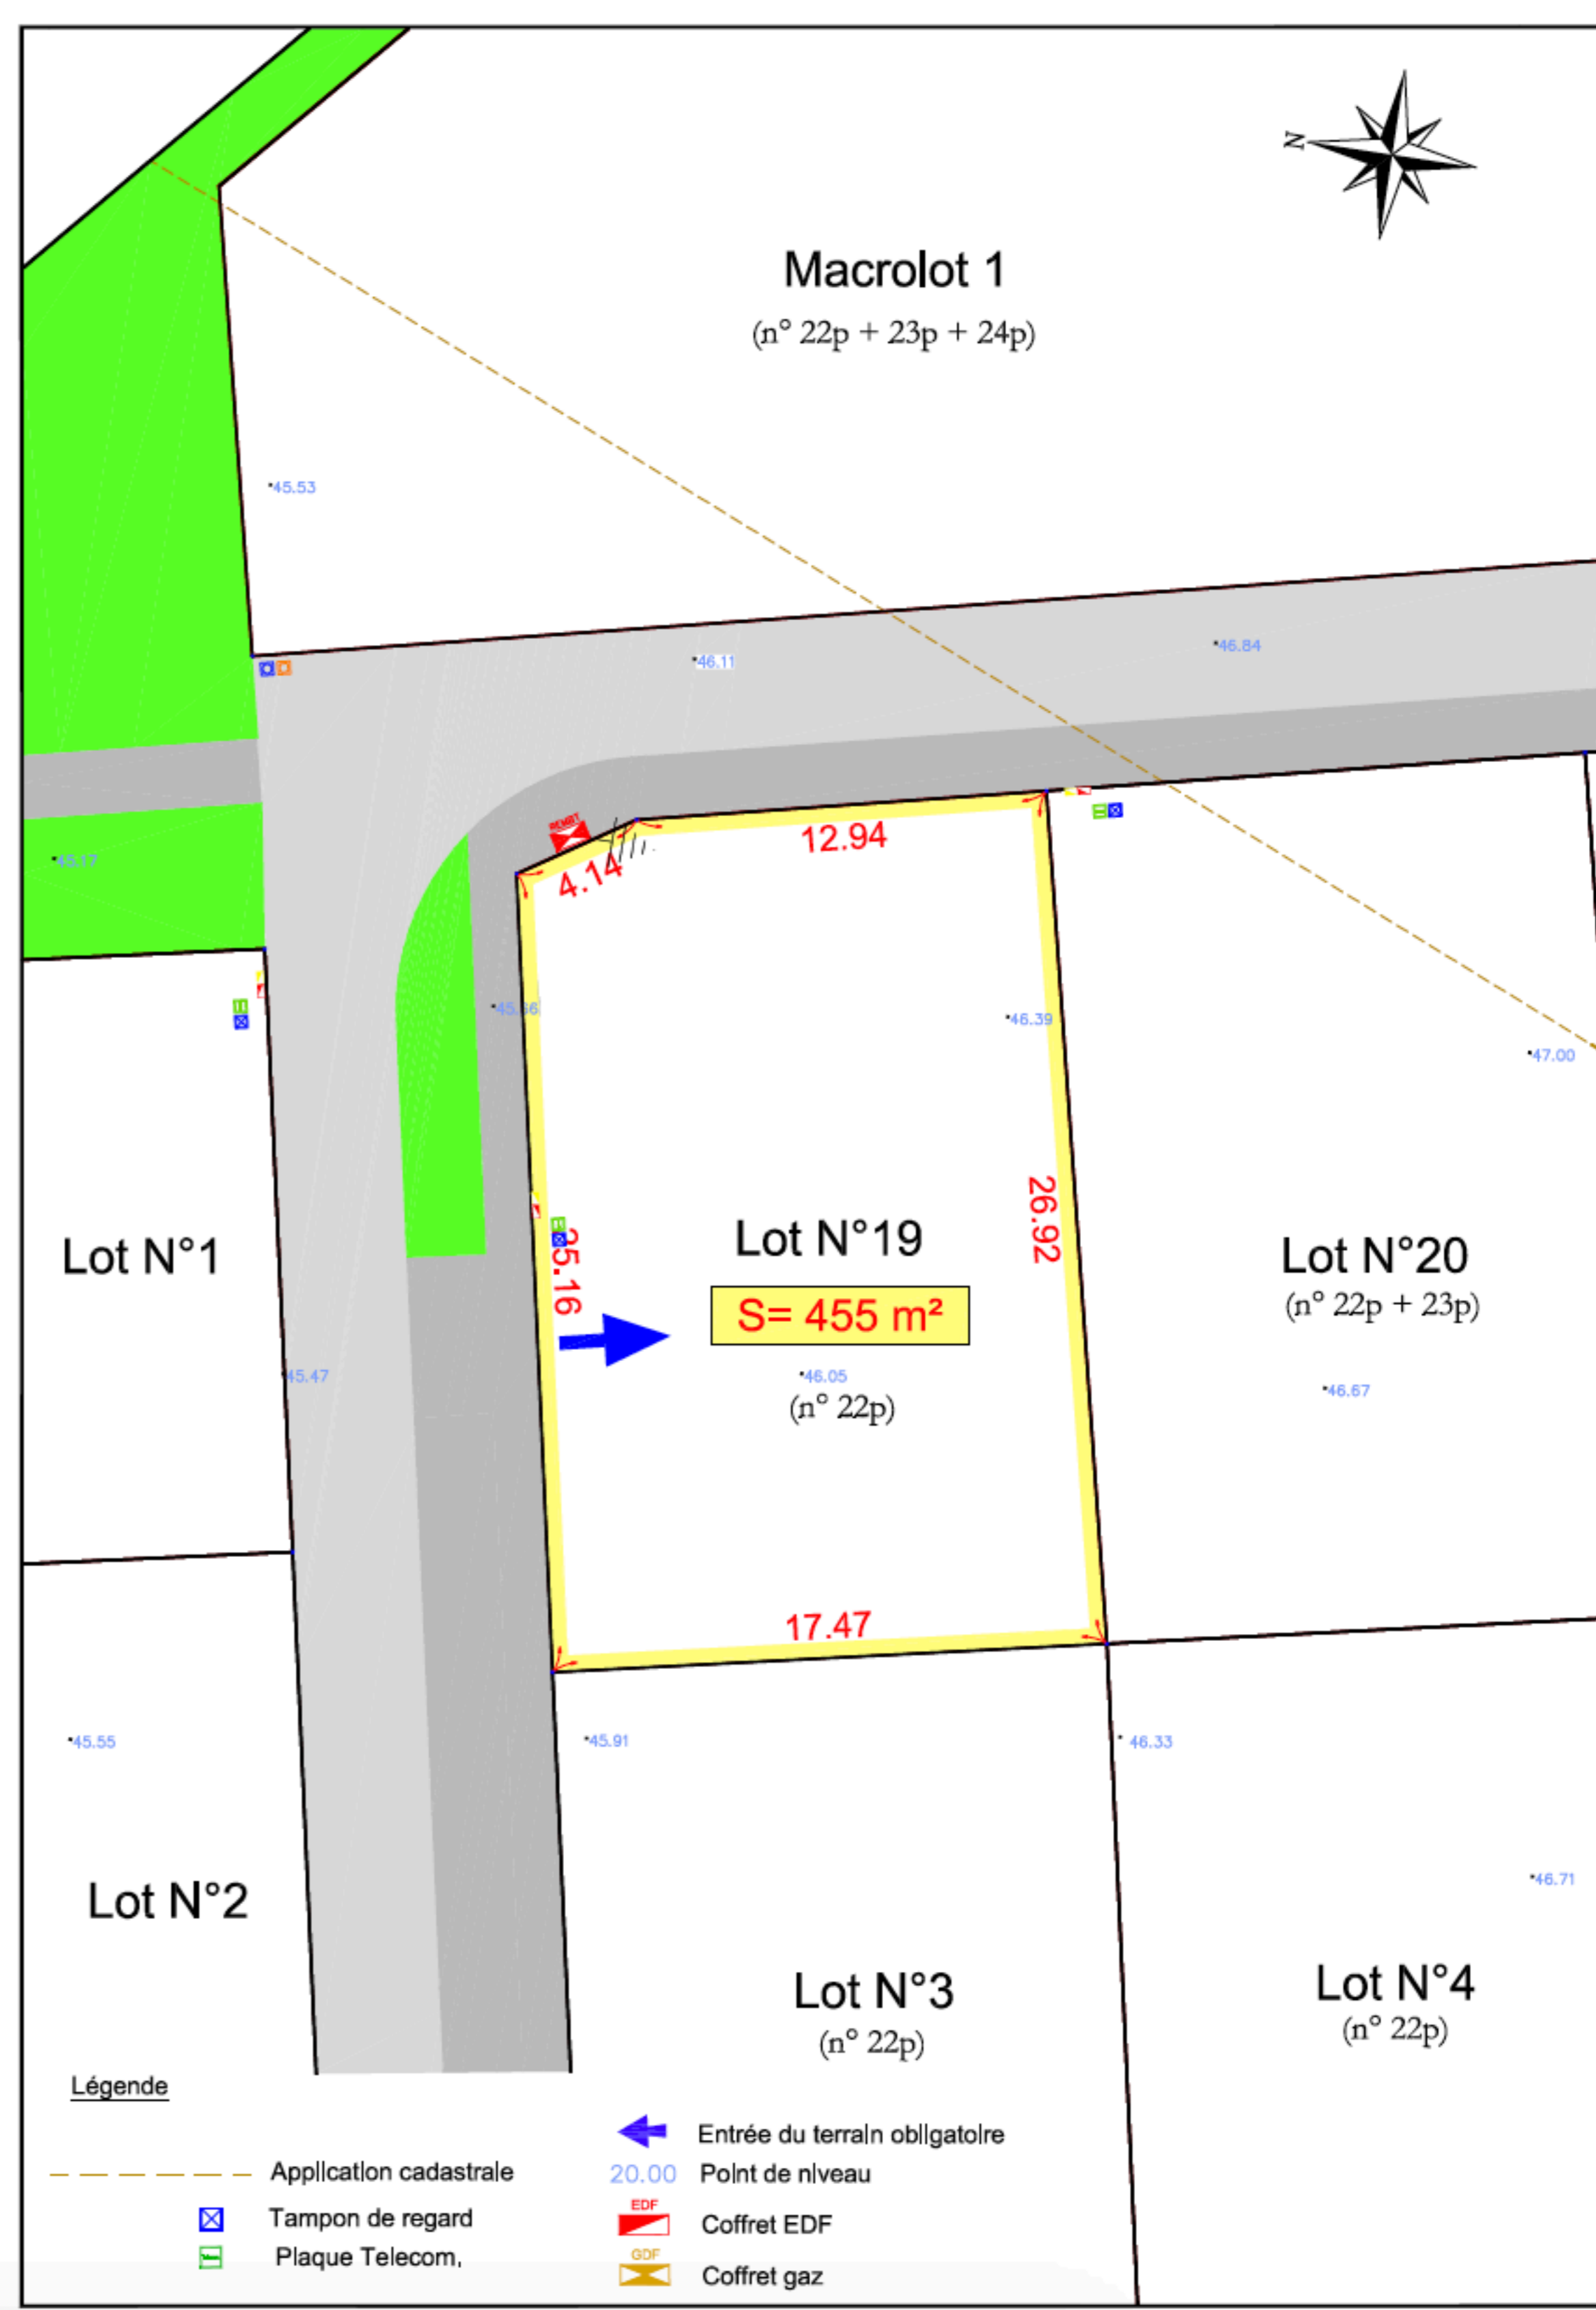 N
Macrolot 1
(n° 22p + 23p + 24p)
45.53
46.84
46.11
REMBT
12.94
4.14
45.17
46.39
47.00
26.92
25.16
Lot N°19
Lot N°1
Lot N°20
(n° 22p + 23p)
S= 455 m²
45.47
46.05
46.67
(n° 22p)
17.47
45.55
45.91
46.33
46.71
Lot N°2
Lot N°3
(n° 22p)
Lot N°4
(n° 22p)
Légende
Application cadastrale
Tampon de regard
Plaque Telecom,
Entrée du terrain obligatoire
20.00 Point de niveau
EDF
Coffret EDF
GDF
Coffret gaz